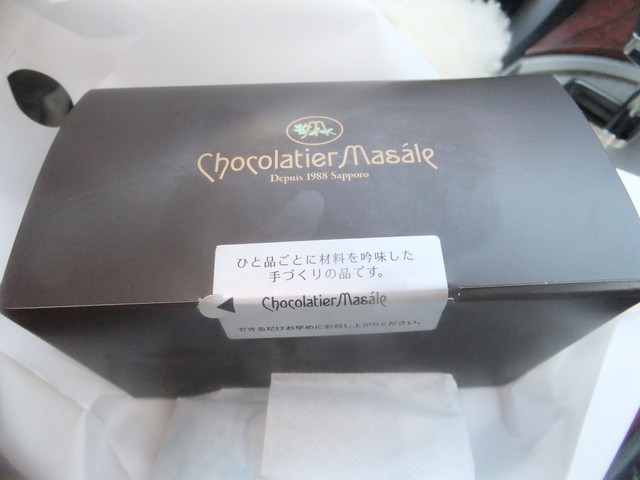 Chocolatier Masále
Depuis 1988 Sapporo
ひと品ごとに材料を吟味した
手づくりの品です。
Chocolatier Masále
できるだけお早めにお召し上がりください。